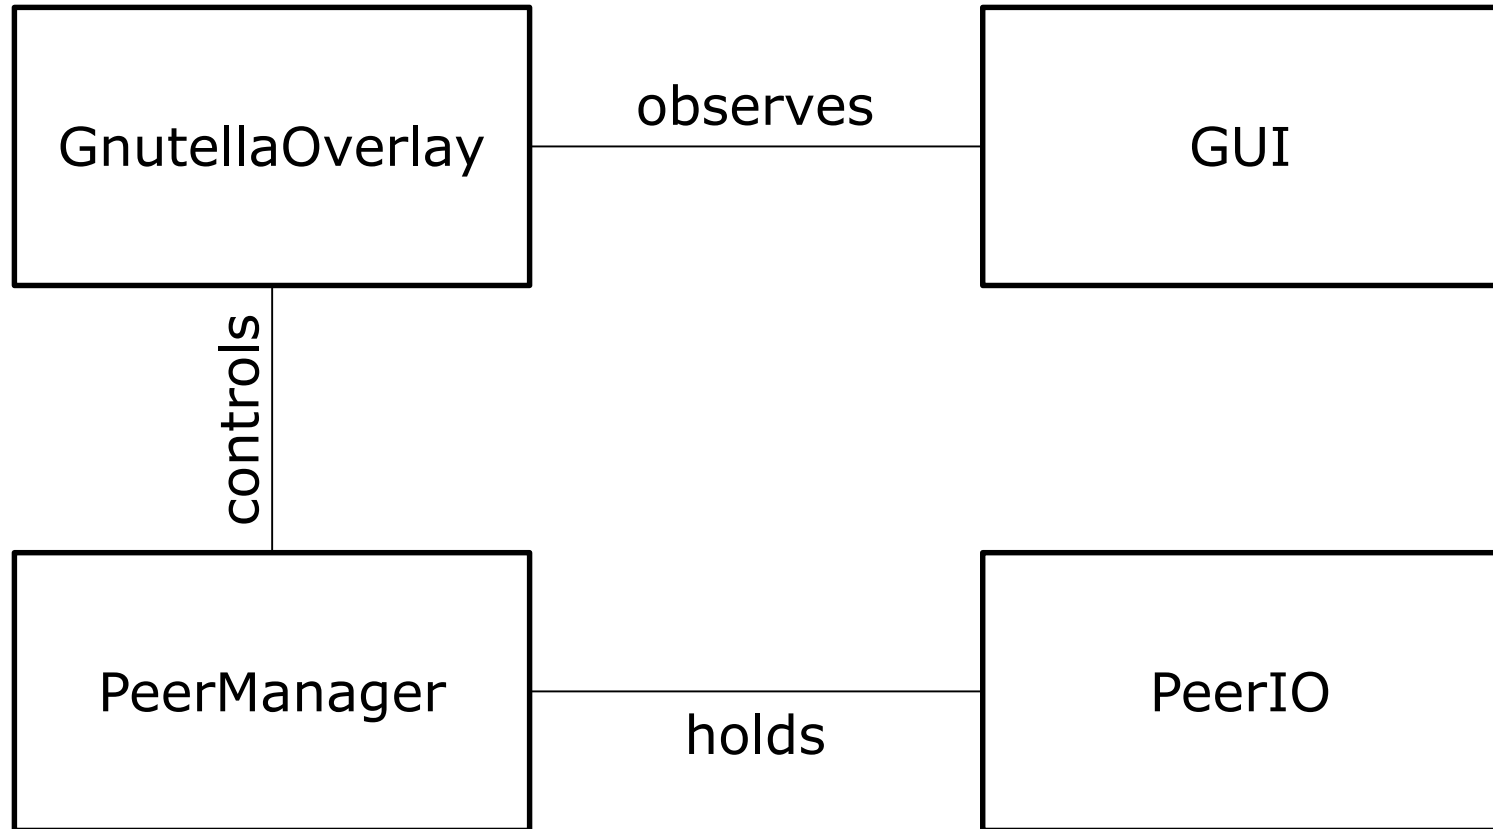 GnutellaOverlay
observes
GUI
controls
PeerManager
holds
PeerIO